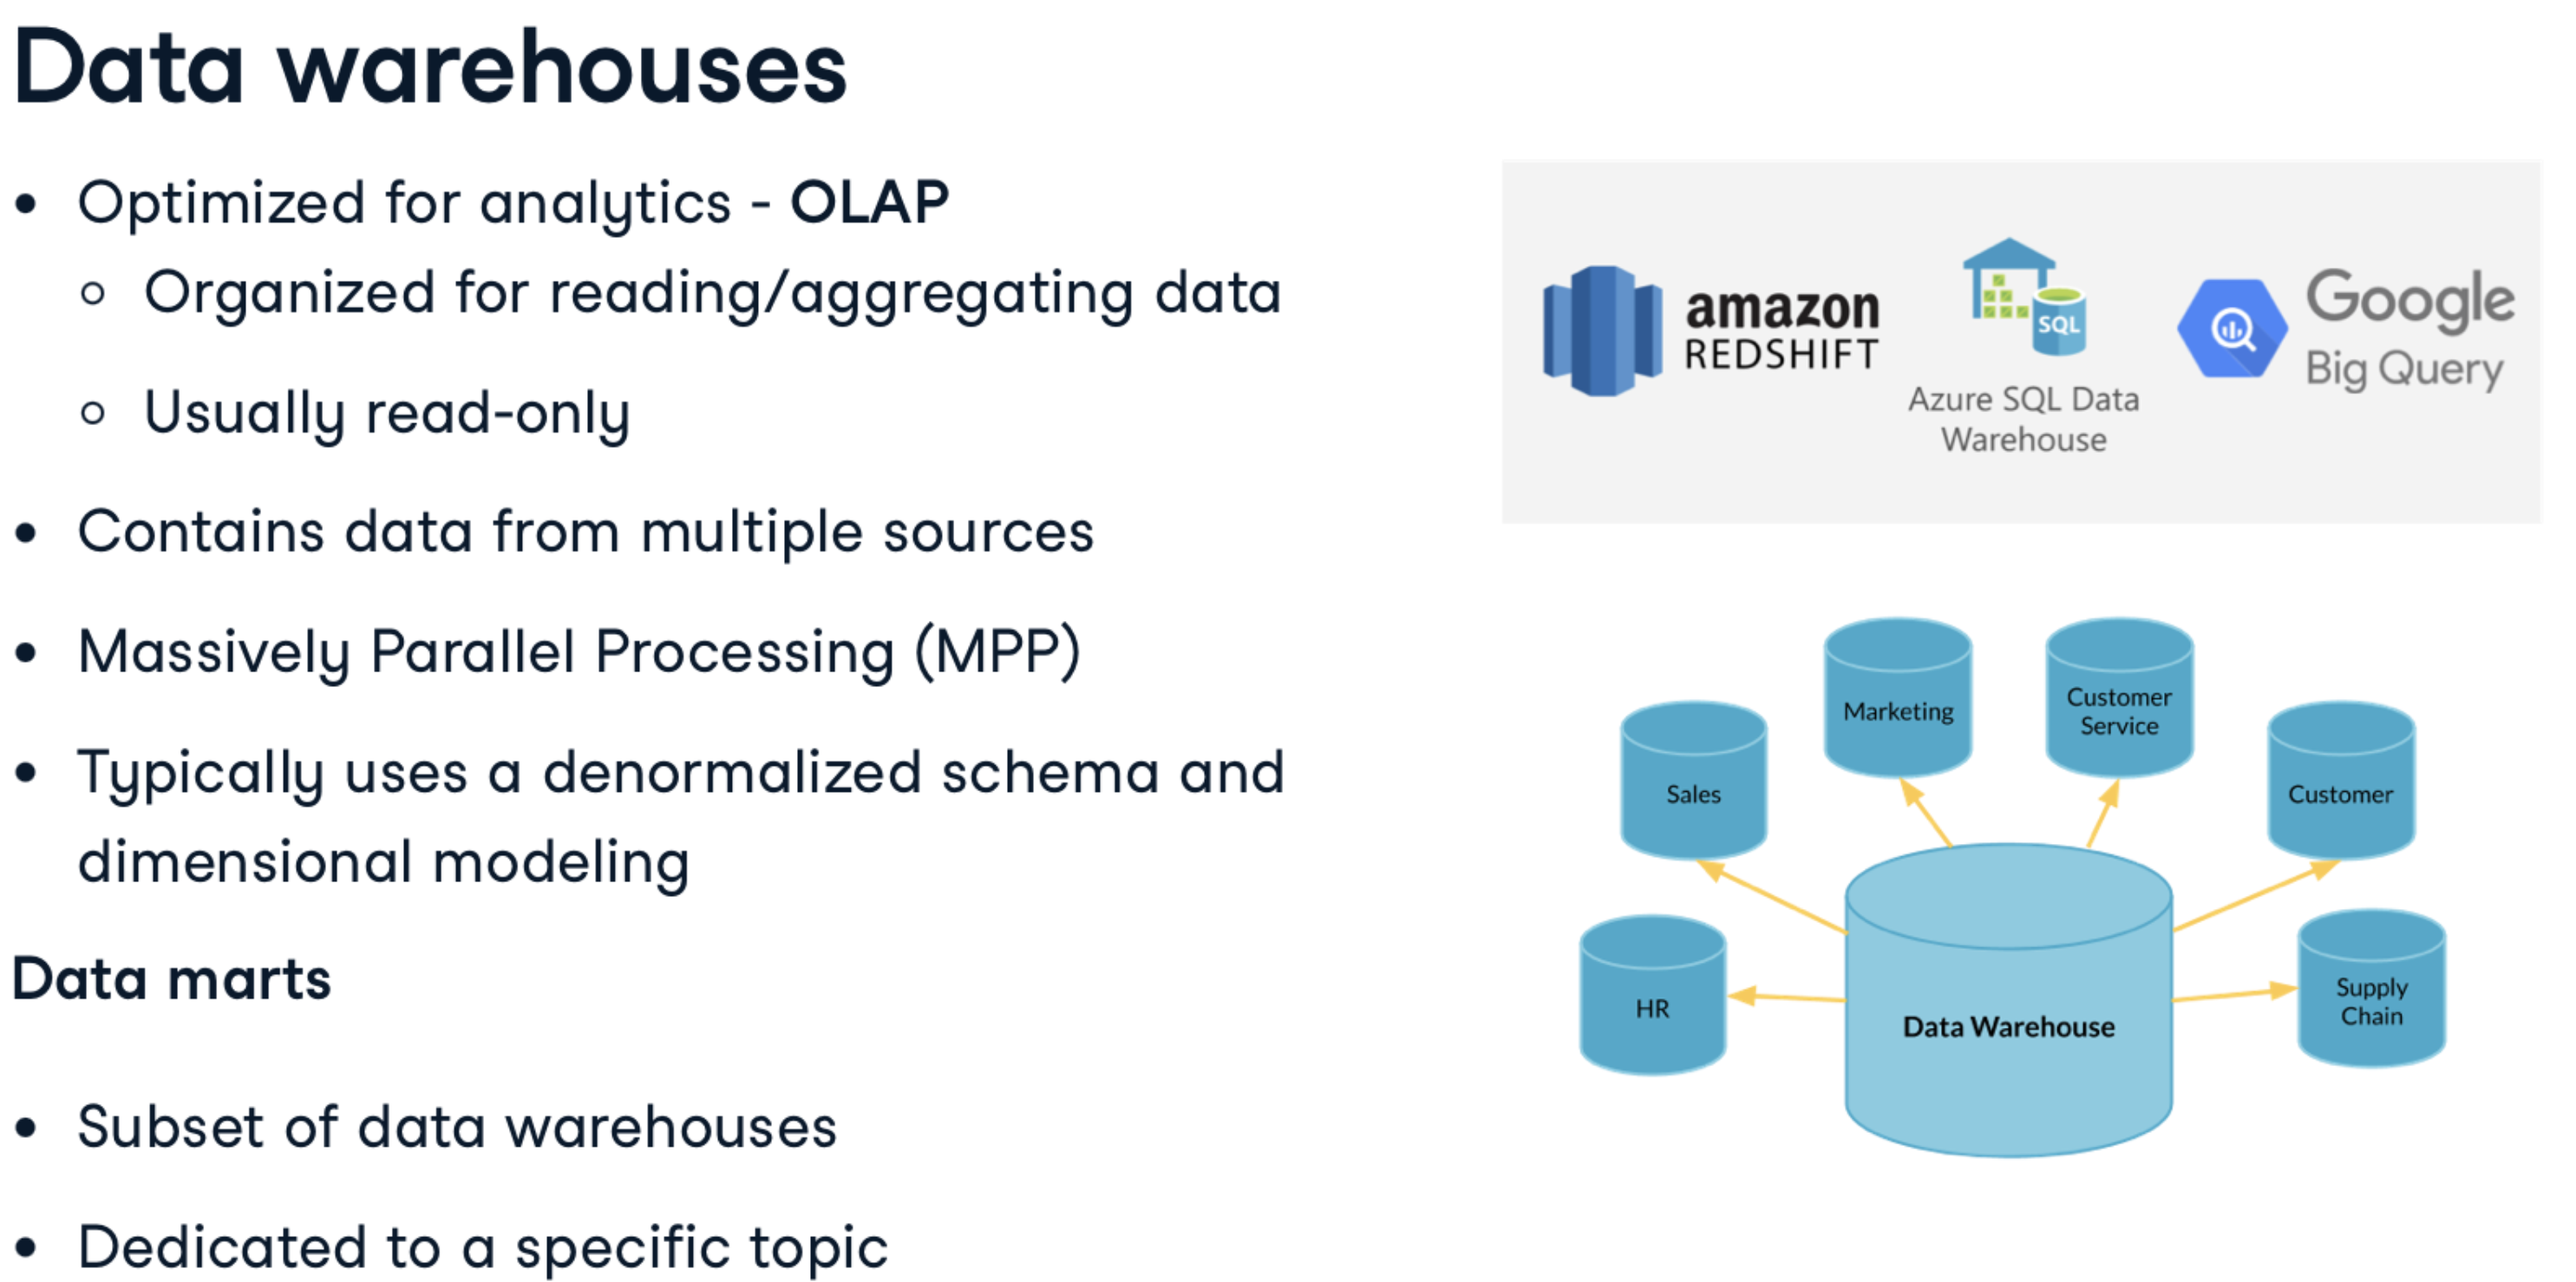 Data warehouses
• Optimized for analytics - OLAP
○ Organized for reading/aggregating data
○ Usually read-only
• Contains data from multiple sources
• Massively Parallel Processing (MPP)
• Typically uses a denormalized schema and
dimensional modeling
Data marts
• Subset of data warehouses
• Dedicated to a specific topic
amazon
REDSHIFT
SQL
Azure SQL Data
Warehouse
Google
Big Query
Marketing
Customer
Service
Sales
Customer
HR
Data Warehouse
Supply
Chain